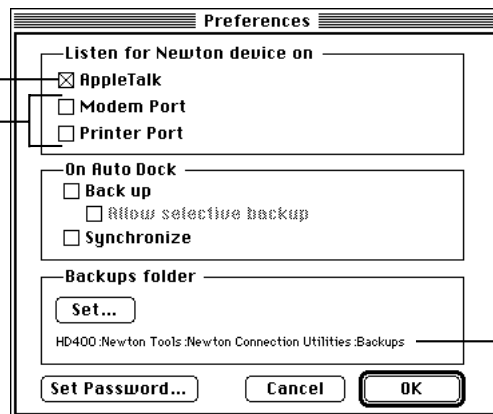 Preferences
Listen for Newton device on
AppleTalk
Modem Port
Printer Port
On Auto Dock
Back up
Allow selective backup
Synchronize
Backups folder
Set...
HD400 :Newton Tools :Newton Connection Utilities :Backups
Set Password... Cancel OK